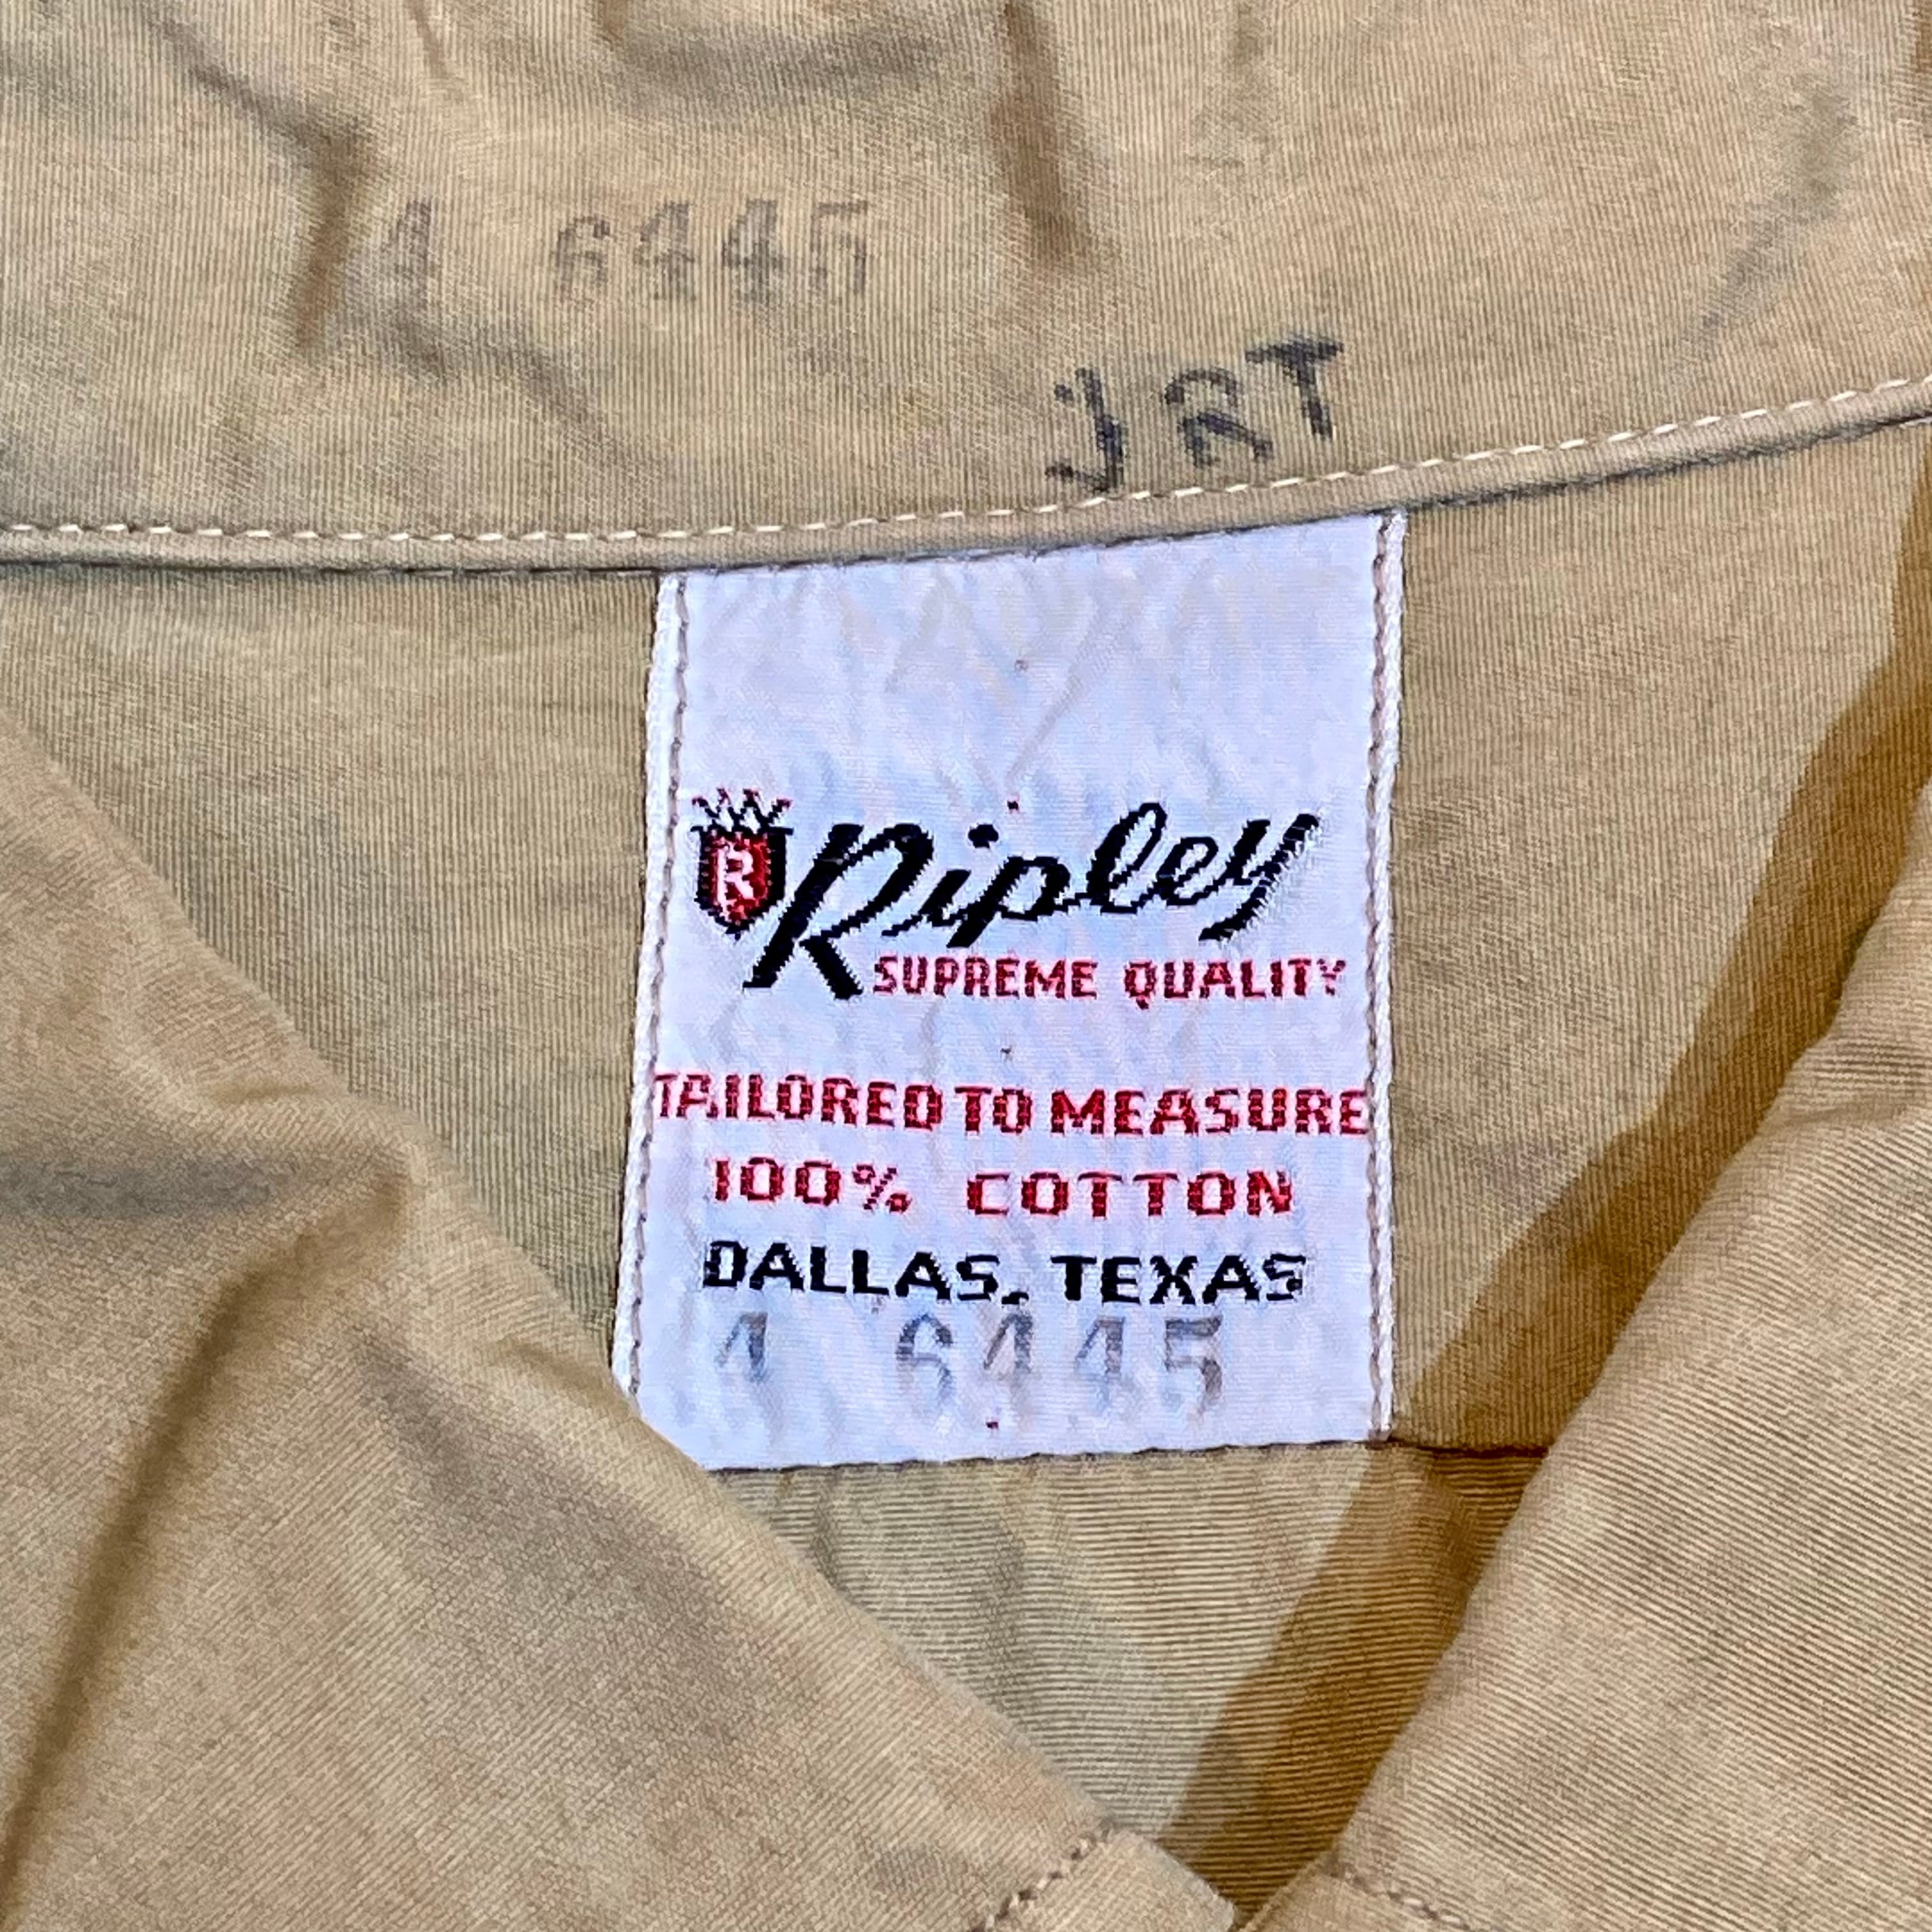 4 6445
JRT
R Ripley
SUPREME QUALITY
TAILORED TO MEASURE
100% COTTON
DALLAS, TEXAS
4 6445